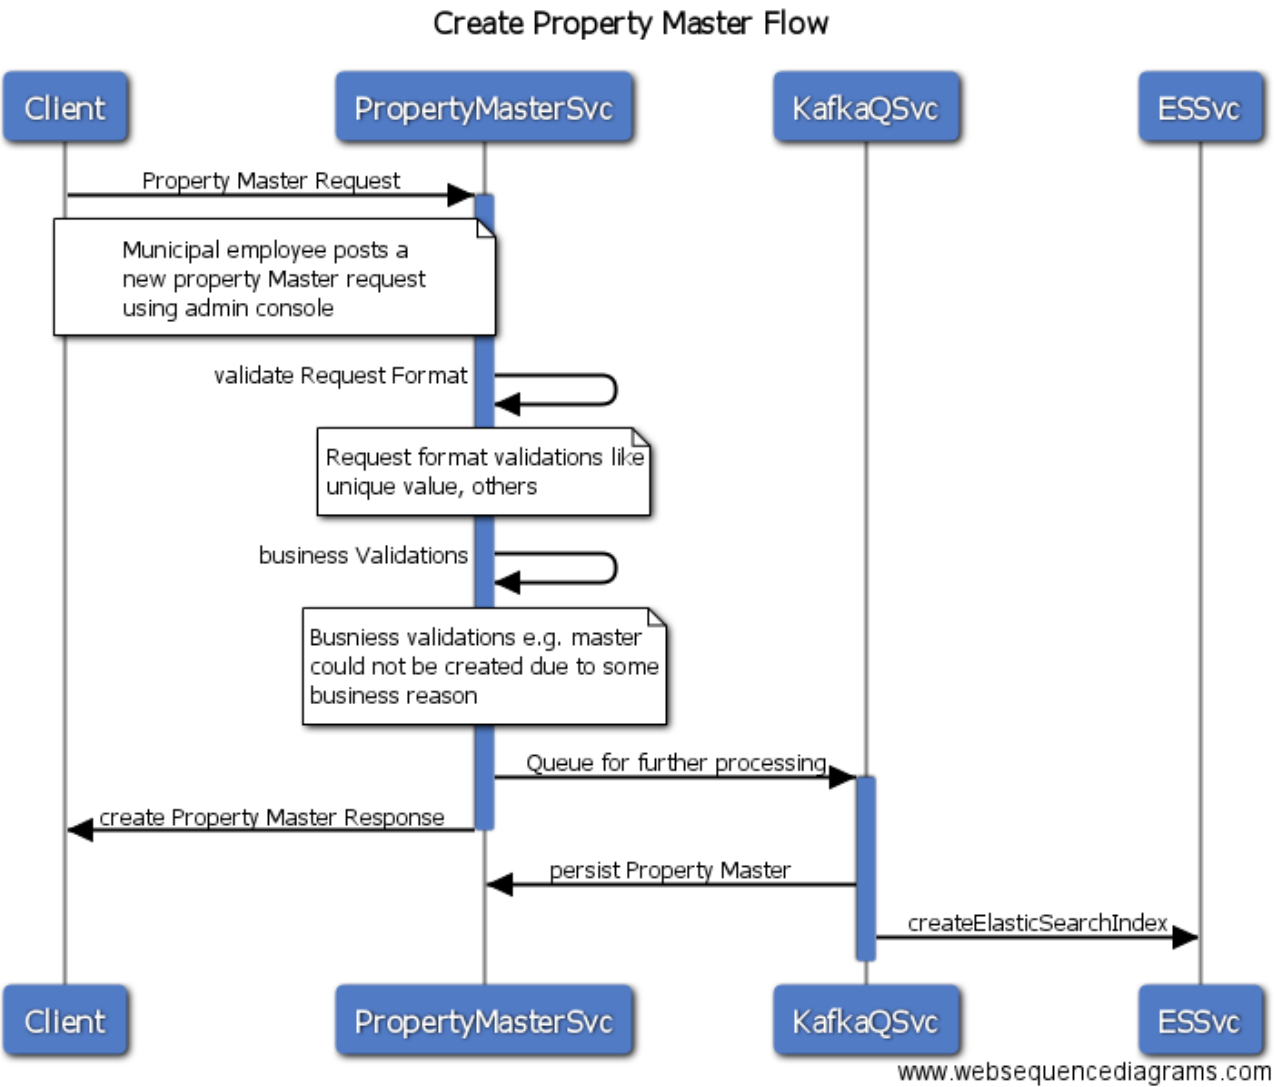 Create Property Master Flow
Client
PropertyMasterSvc
KafkaQSvc
ESSvc
Property Master Request
Municipal employee posts a
new property Master request
using admin console
validate Request Format
Request format validations like
unique value, others
business Validations
Busniess validations e.g. master
could not be created due to some
business reason
Queue for further processing
create Property Master Response
persist Property Master
createElasticSearchIndex
Client
PropertyMasterSvc
KafkaQSvc
ESSvc
www.websequencediagrams.com